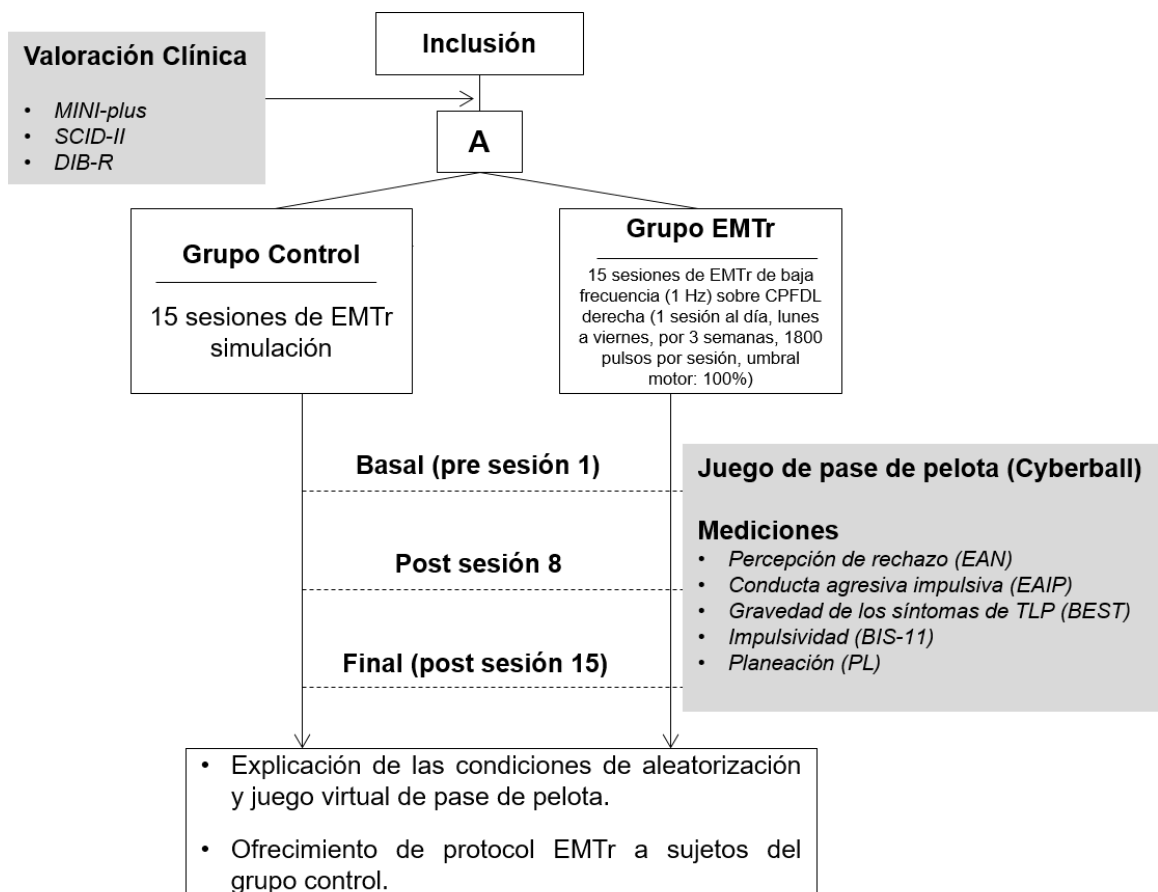 Inclusión
Valoración Clínica
• MINI-plus
• SCID-II
• DIB-R
A
Grupo Control
15 sesiones de EMTr
simulación
Grupo EMTr
15 sesiones de EMTr de baja
frecuencia (1 Hz) sobre CPFDL
derecha (1 sesión al día, lunes
a viernes, por 3 semanas, 1800
pulsos por sesión, umbral
motor: 100%)
Basal (pre sesión 1)
Post sesión 8
Final (post sesión 15)
Juego de pase de pelota (Cyberball)
Mediciones
• Percepción de rechazo (EAN)
• Conducta agresiva impulsiva (EAIP)
• Gravedad de los síntomas de TLP (BEST)
• Impulsividad (BIS-11)
• Planeación (PL)
• Explicación de las condiciones de aleatorización
y juego virtual de pase de pelota.
• Ofrecimiento de protocol EMTr a sujetos del
grupo control.